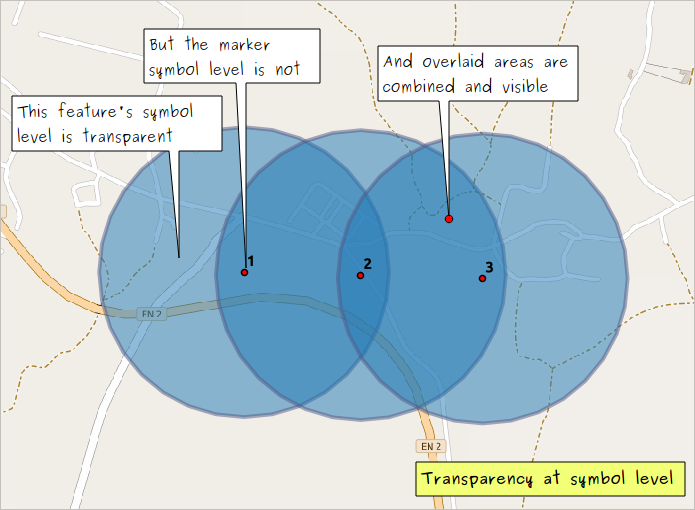 But the marker
symbol level is not
And overlaid areas are
combined and visible
This feature's symbol
level is transparent
1
2
3
EN 2
EN 2
Transparency at symbol level